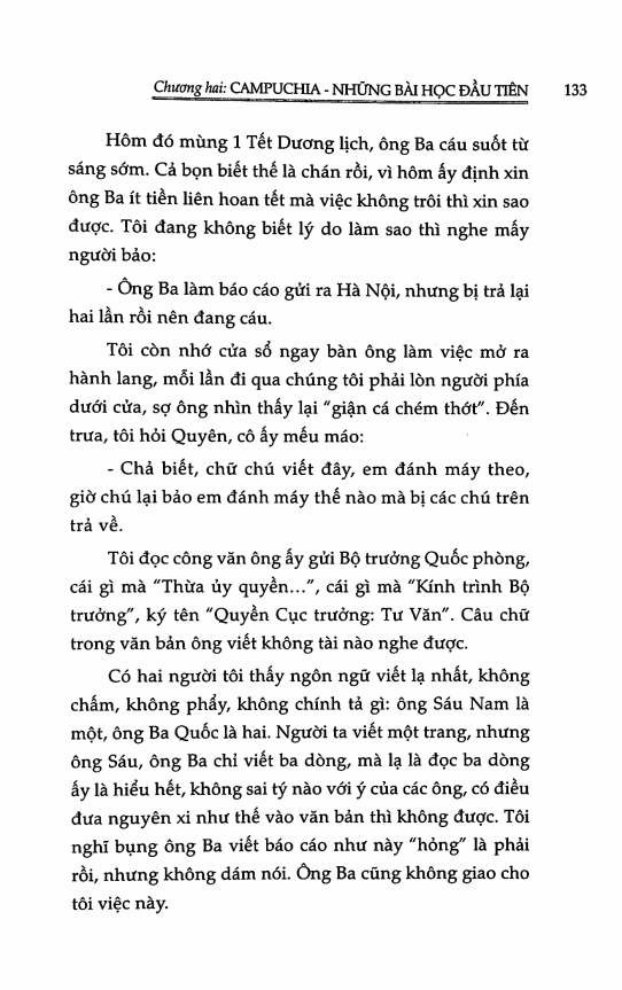 Chương hai: CAMPUCHIA - NHỮNG BÀI HỌC ĐẦU TIÊN 133
Hôm đó mùng 1 Tết Dương lịch, ông Ba cáu suốt từ
sáng sớm. Cả bọn biết thế là chán rồi, vì hôm ấy định xin
ông Ba ít tiền liên hoan tết mà việc không trôi thì xin sao
được. Tôi đang không biết lý do làm sao thì nghe mấy
người bảo:
- Ông Ba làm báo cáo gửi ra Hà Nội, nhưng bị trả lại
hai lần rồi nên đang cáu.
Tôi còn nhớ cửa sổ ngay bàn ông làm việc mở ra
hành lang, mỗi lần đi qua chúng tôi phải lòn người phía
dưới cửa, sợ ông nhìn thấy lại "giận cá chém thớt". Đến
trưa, tôi hỏi Quyên, cô ấy mếu máo:
- Chả biết, chữ chú viết đây, em đánh máy theo,
giờ chú lại bảo em đánh máy thế nào mà bị các chú trên
trả về.
Tôi đọc công văn ông ấy gửi Bộ trưởng Quốc phòng,
cái gì mà "Thừa ủy quyền...", cái gì mà "Kính trình Bộ
trưởng", ký tên "Quyền Cục trưởng: Tư Văn". Câu chữ
trong văn bản ông viết không tài nào nghe được.
Có hai người tôi thấy ngôn ngữ viết lạ nhất, không
chấm, không phẩy, không chính tả gì: ông Sáu Nam là
một, ông Ba Quốc là hai. Người ta viết một trang, nhưng
ông Sáu, ông Ba chỉ viết ba dòng, mà lạ là đọc ba dòng
ấy là hiểu hết, không sai tý nào với ý của các ông, có điều
đưa nguyên xi như thế vào văn bản thì không được. Tôi
nghĩ bụng ông Ba viết báo cáo như này "hỏng" là phải
rồi, nhưng không dám nói. Ông Ba cũng không giao cho
tôi việc này.